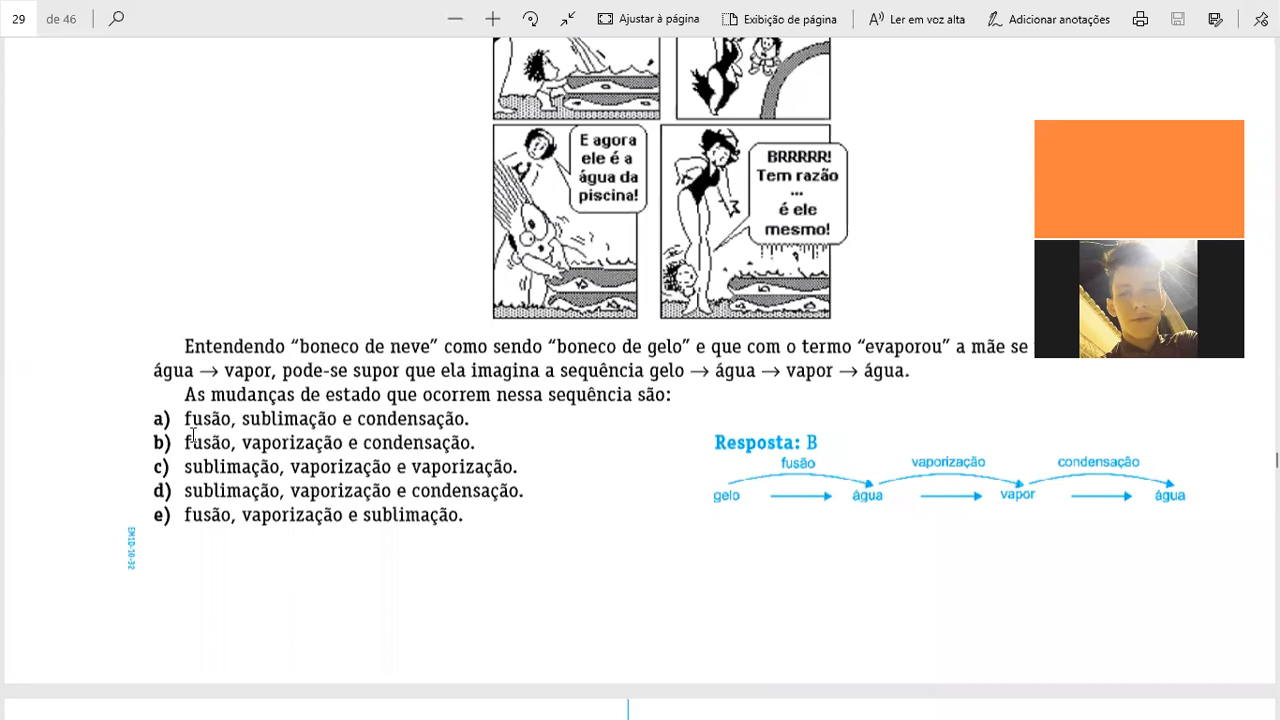 29 de 46 Ajustar à página Exibição de página Ler em voz alta Adicionar anotações
E agora
ele é a
água da
piscina!
BRRRRR!
Tem razão
...
é ele
mesmo!
Entendendo “boneco de neve” como sendo “boneco de gelo” e que com o termo “evaporou” a mãe se
água → vapor, pode-se supor que ela imagina a sequência gelo → água → vapor → água.
As mudanças de estado que ocorrem nessa sequência são:
a) fusão, sublimação e condensação.
b) fusão, vaporização e condensação.
c) sublimação, vaporização e vaporização.
d) sublimação, vaporização e condensação.
e) fusão, vaporização e sublimação.
Resposta: B
fusão vaporização condensação
gelo → água → vapor → água
EM1D-10-32